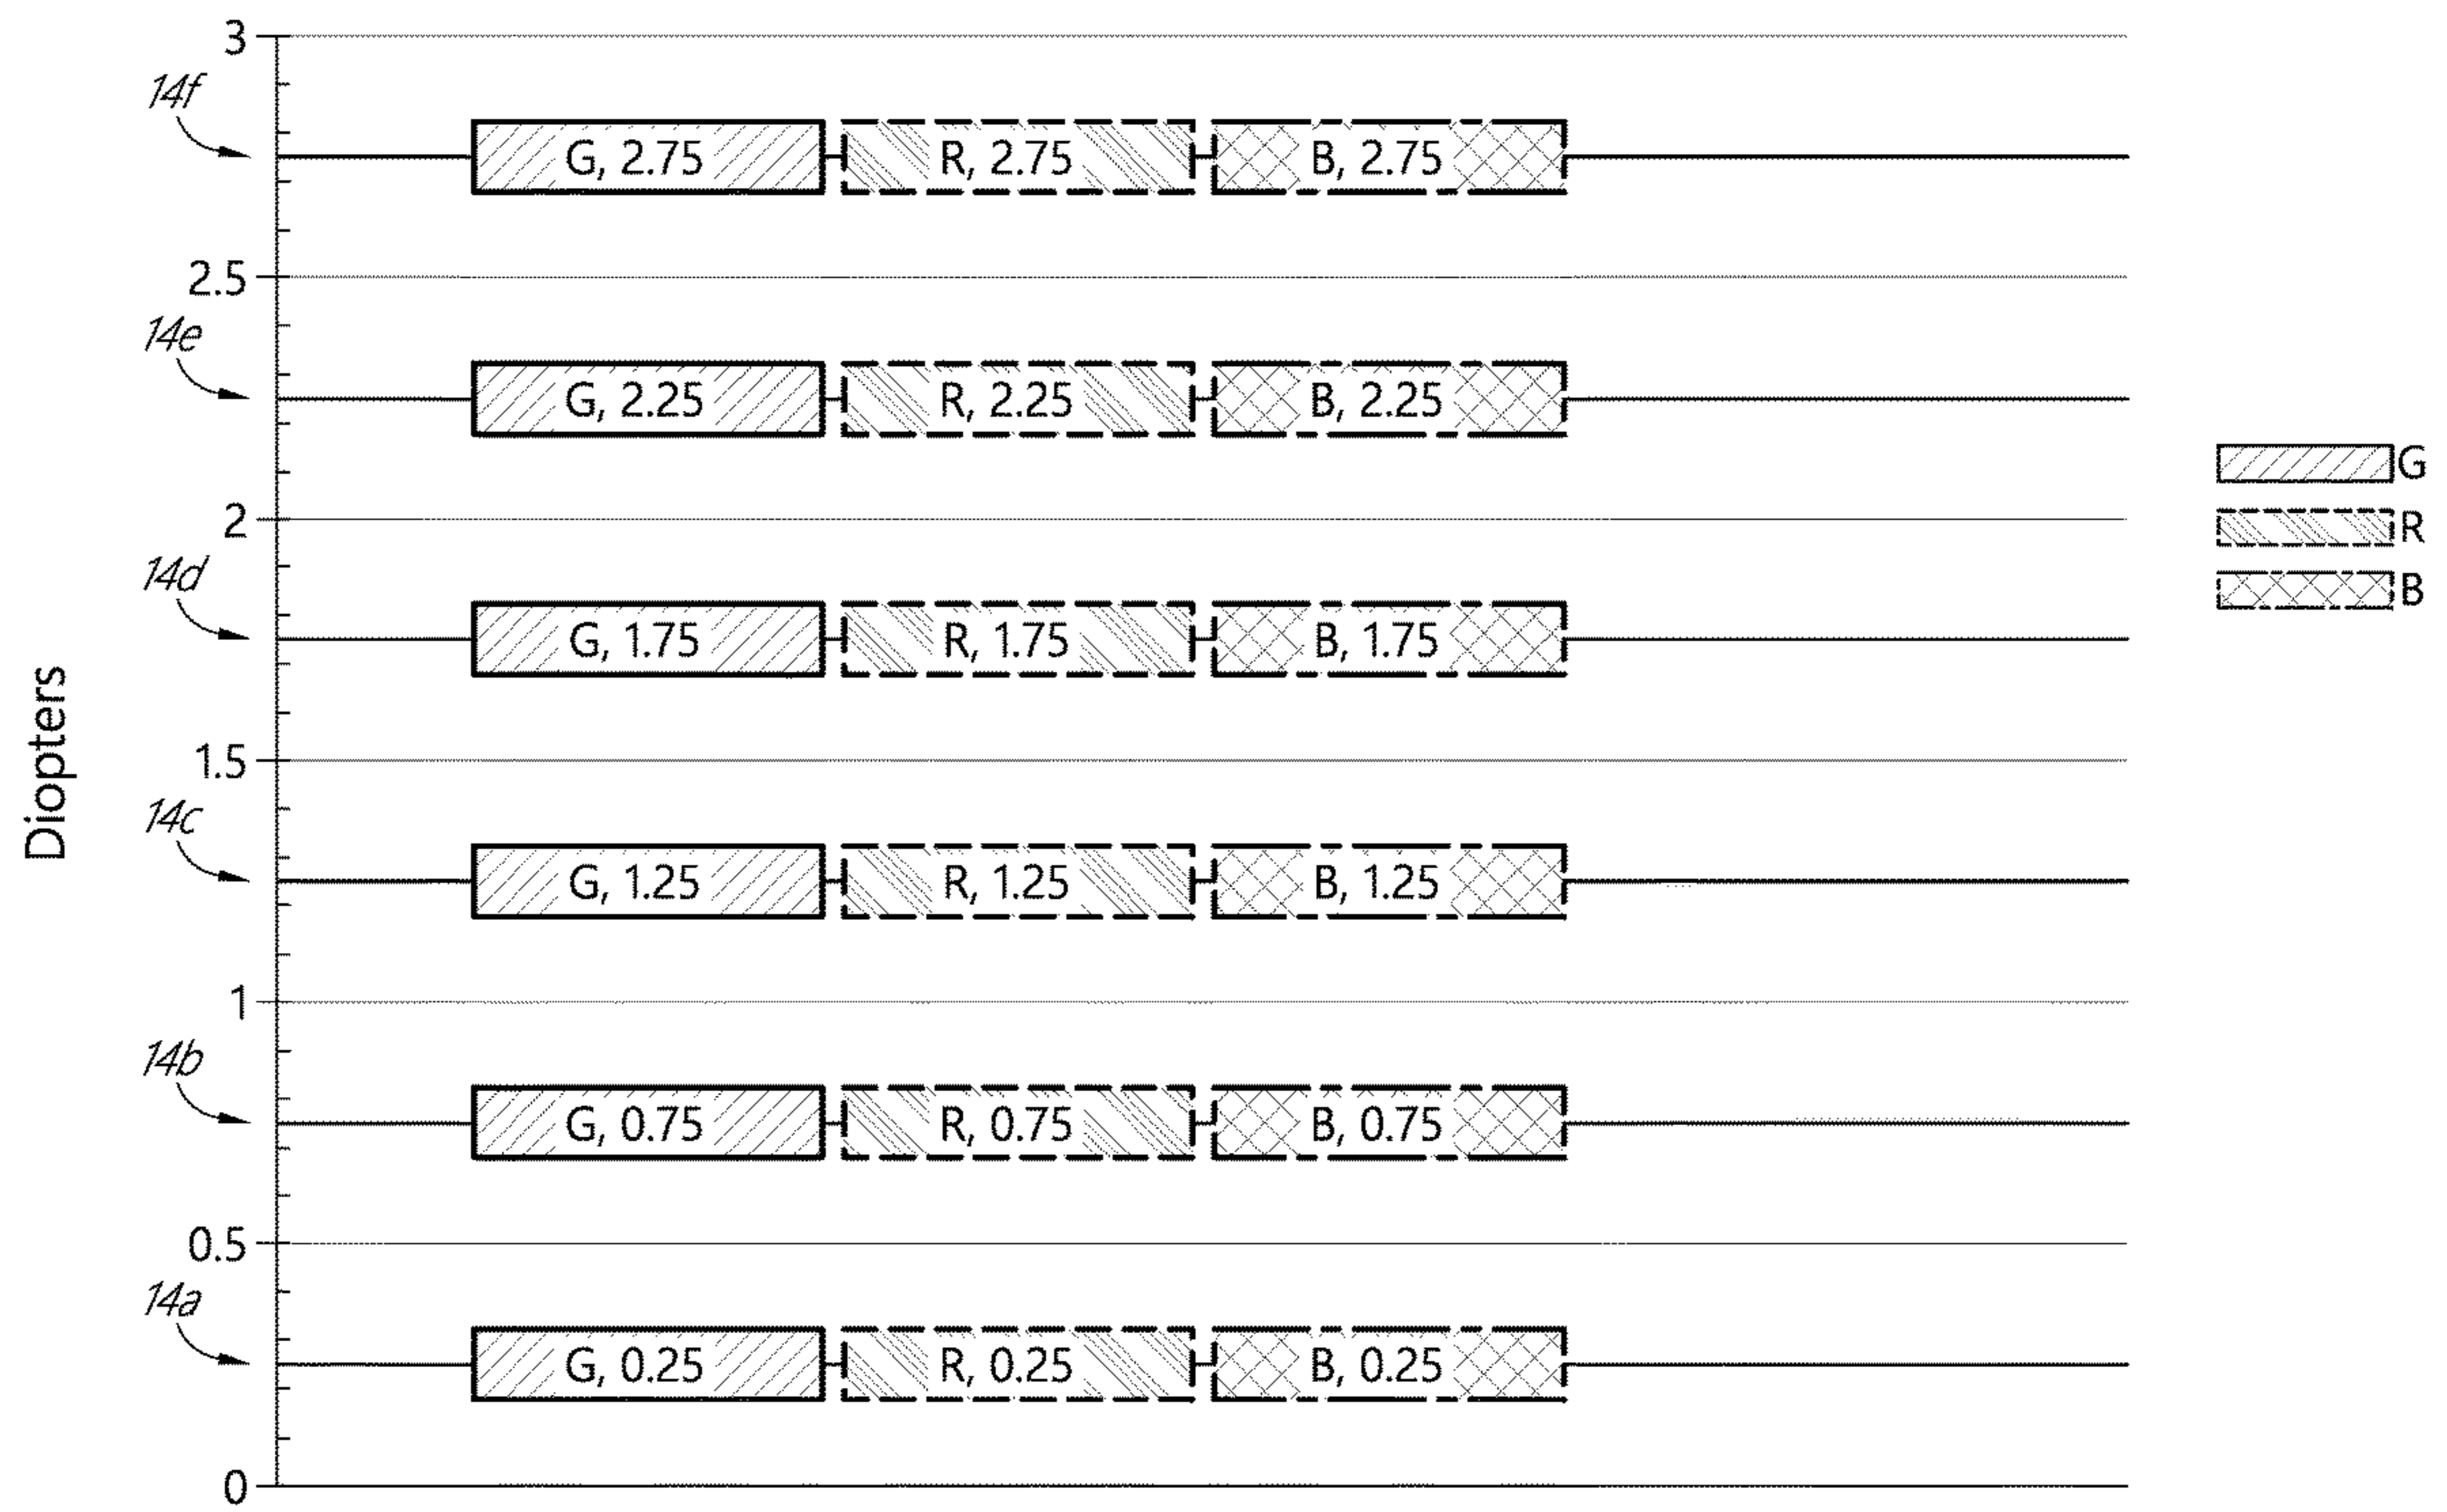 3
14f
G, 2.75 R, 2.75 B, 2.75
2.5
14e
G, 2.25 R, 2.25 B, 2.25
G
2
R
14d
B
G, 1.75 R, 1.75 B, 1.75
Diopters
1.5
14c
G, 1.25 R, 1.25 B, 1.25
1
14b
G, 0.75 R, 0.75 B, 0.75
0.5
14a
G, 0.25 R, 0.25 B, 0.25
0